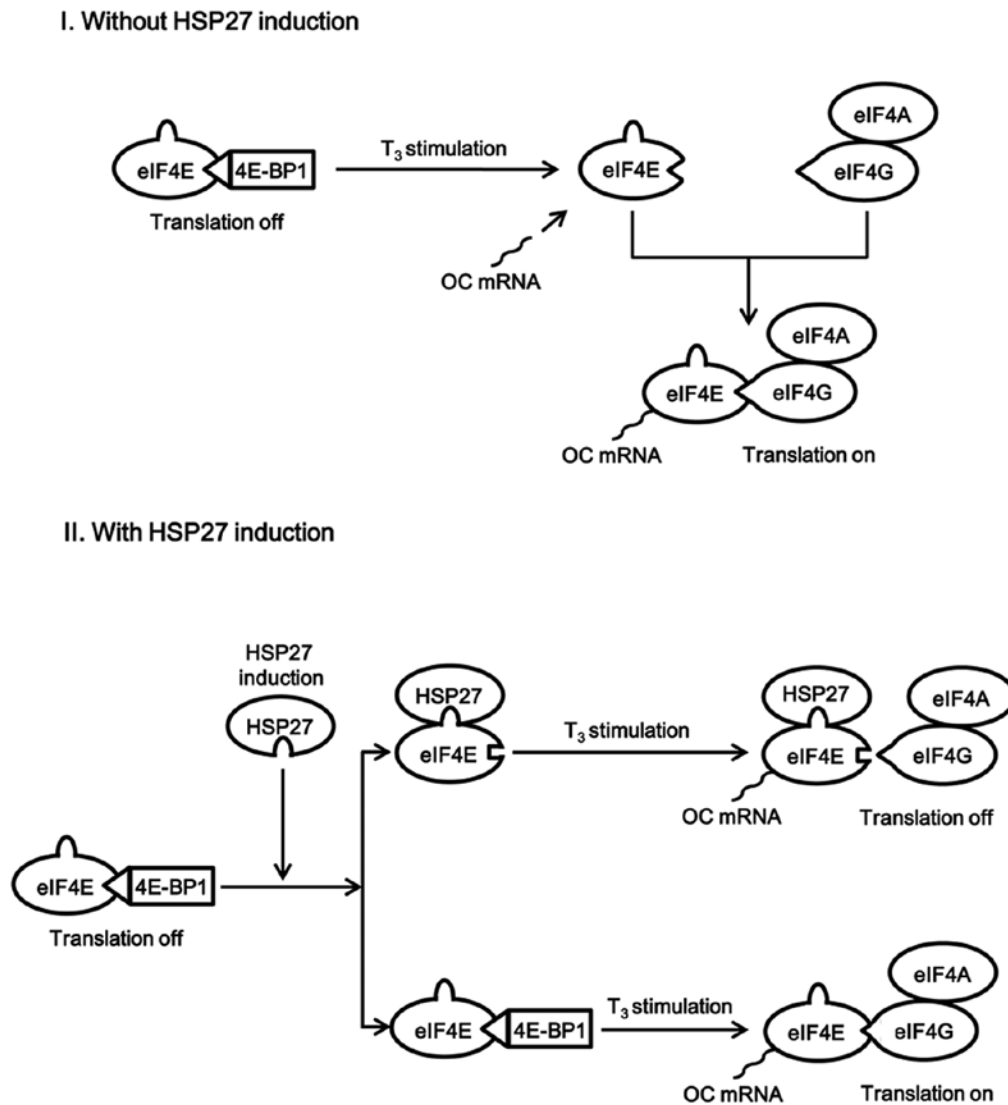 I. Without HSP27 induction
eIF4E 4E-BP1
Translation off
T3 stimulation
eIF4E
eIF4A
eIF4G
OC mRNA
eIF4A
eIF4E eIF4G
OC mRNA Translation on
II. With HSP27 induction
HSP27
induction
HSP27
eIF4E 4E-BP1
Translation off
HSP27
eIF4E
T3 stimulation
HSP27 eIF4A
eIF4E eIF4G
OC mRNA Translation off
eIF4E 4E-BP1
T3 stimulation
eIF4A
eIF4E eIF4G
OC mRNA Translation on